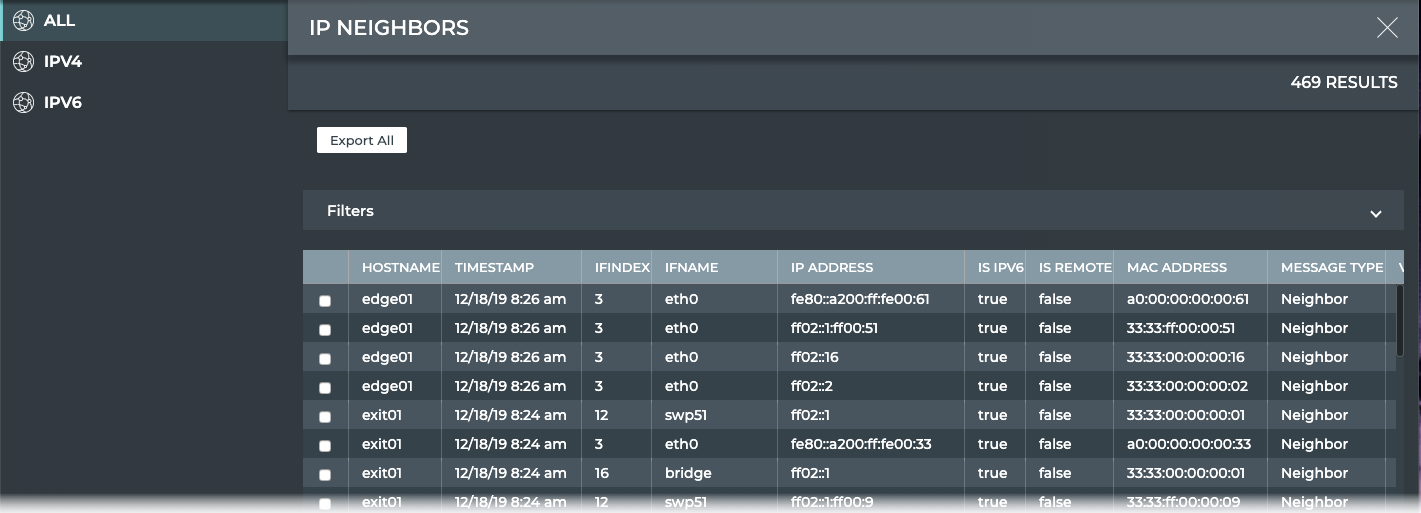 ALL
IPV4
IPV6
IP NEIGHBORS
469 RESULTS
Export All
Filters
HOSTNAME TIMESTAMP IFINDEX IFNAME IP ADDRESS IS IPV6 IS REMOTE MAC ADDRESS MESSAGE TYPE
edge01 12/18/19 8:26 am 3 eth0 fe80::a200:ff:fe00:61 true false a0:00:00:00:00:61 Neighbor
edge01 12/18/19 8:26 am 3 eth0 ff02::1:ff00:51 true false 33:33:ff:00:00:51 Neighbor
edge01 12/18/19 8:26 am 3 eth0 ff02::16 true false 33:33:00:00:00:16 Neighbor
edge01 12/18/19 8:26 am 3 eth0 ff02::2 true false 33:33:00:00:00:02 Neighbor
exit01 12/18/19 8:24 am 12 swp51 ff02::1 true false 33:33:00:00:00:01 Neighbor
exit01 12/18/19 8:24 am 3 eth0 fe80::a200:ff:fe00:33 true false a0:00:00:00:00:33 Neighbor
exit01 12/18/19 8:24 am 16 bridge ff02::1 true false 33:33:00:00:00:01 Neighbor
exit01 12/18/19 8:24 am 12 swp51 ff02::1:ff00:9 true false 33:33:ff:00:00:09 Neighbor